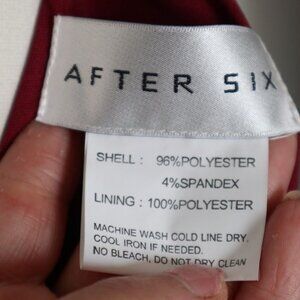 AFTER SIX
SHELL : 96%POLYESTER
4%SPANDEX
LINING : 100%POLYESTER
MACHINE WASH COLD LINE DRY.
COOL IRON IF NEEDED.
NO BLEACH, DO NOT DRY CLEAN